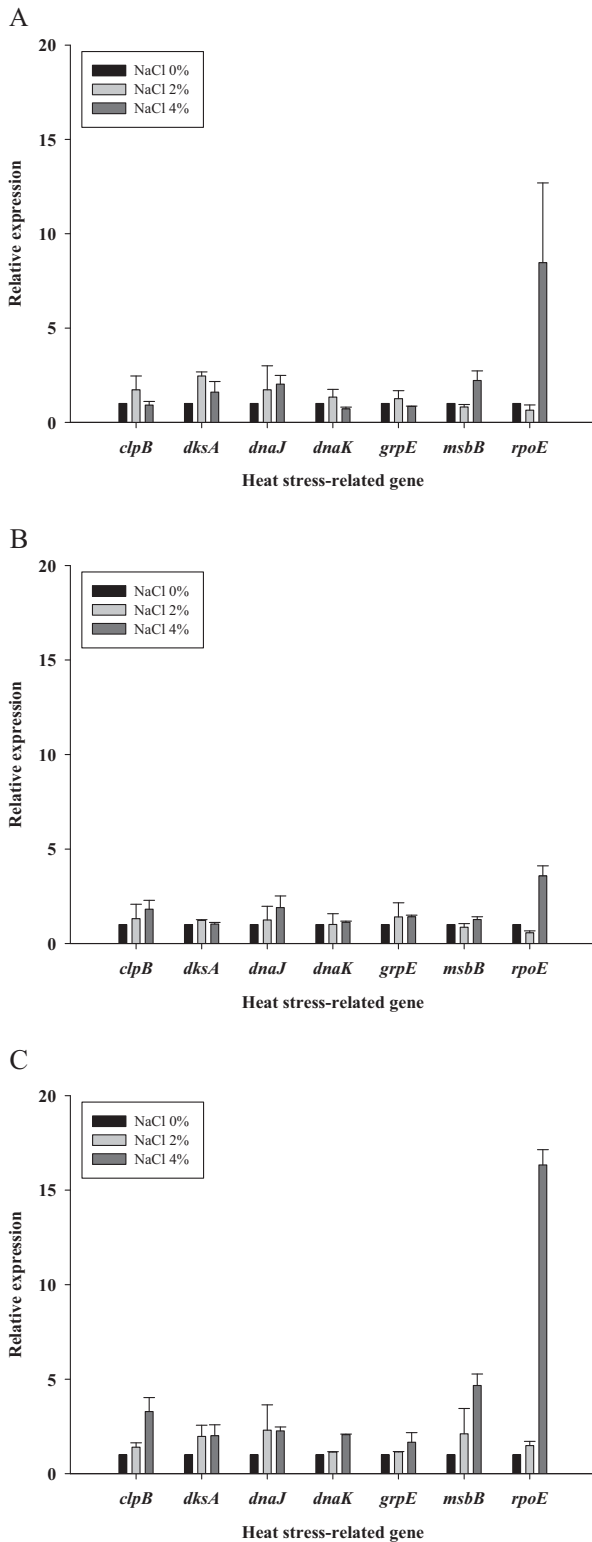 A
20
15
10
5
0
Relative expression
NaCl 0%
NaCl 2%
NaCl 4%
clpB dksA dnaJ dnaK grpE msbB rpoE
Heat stress-related gene
B
20
15
10
5
0
Relative expression
NaCl 0%
NaCl 2%
NaCl 4%
clpB dksA dnaJ dnaK grpE msbB rpoE
Heat stress-related gene
C
20
15
10
5
0
Relative expression
NaCl 0%
NaCl 2%
NaCl 4%
clpB dksA dnaJ dnaK grpE msbB rpoE
Heat stress-related gene